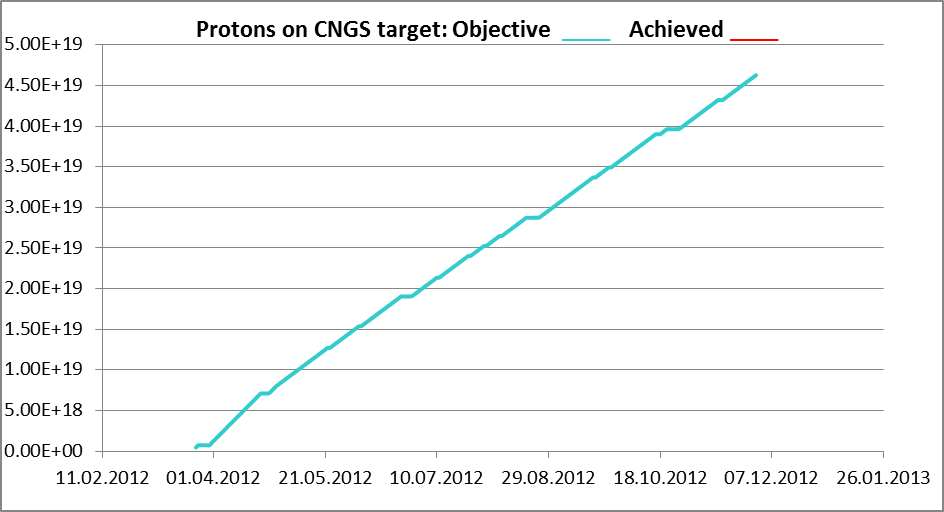 Protons on CNGS target: Objective Achieved
5.00E+19
4.50E+19
4.00E+19
3.50E+19
3.00E+19
2.50E+19
2.00E+19
1.50E+19
1.00E+19
5.00E+18
0.00E+00
11.02.2012 01.04.2012 21.05.2012 10.07.2012 29.08.2012 18.10.2012 07.12.2012 26.01.2013